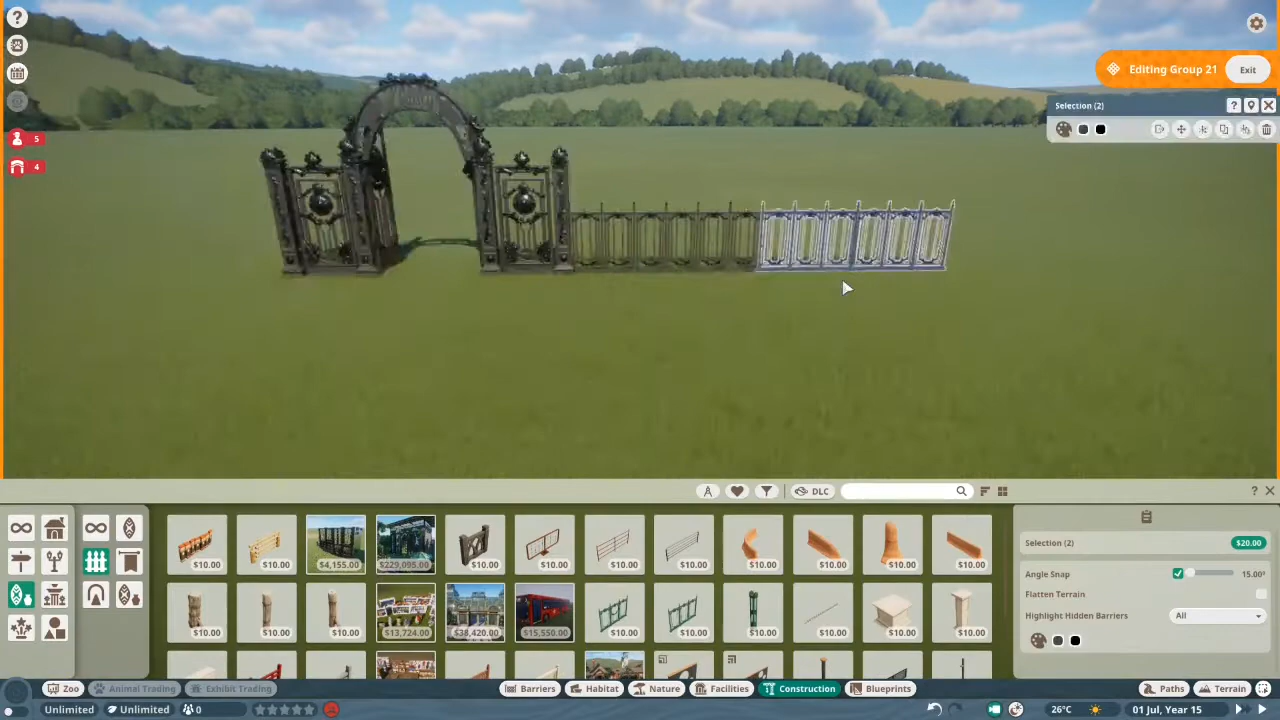 ?
Editing Group 21
Exit
Selection (2)
?
5
4
DLC
?
$10.00
$10.00
$4,155.00
$229,095.00
$10.00
$10.00
$10.00
$10.00
$10.00
$10.00
$10.00
$10.00
$10.00
$10.00
$10.00
$13,724.00
$38,420.00
$15,550.00
$10.00
$10.00
$10.00
$10.00
$10.00
$10.00
Selection (2)
$20.00
Angle Snap
15.00°
Flatten Terrain
Highlight Hidden Barriers
All
Zoo
Animal Trading
Exhibit Trading
Barriers
Habitat
Nature
Facilities
Construction
Blueprints
Paths
Terrain
Unlimited
Unlimited
0
26°C
01 Jul, Year 15